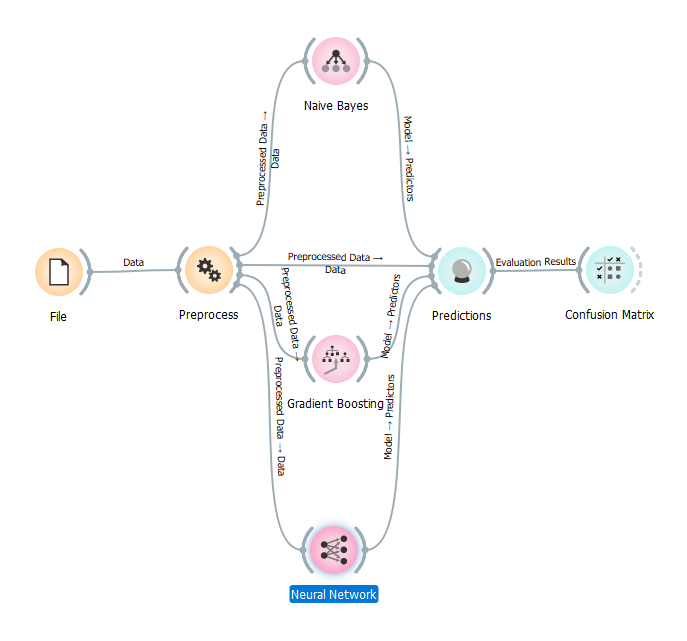 Naive Bayes
Preprocessed Data →
Data
Model → Predictors
File
Data
Preprocess
Preprocessed Data →
Data
Predictions
Evaluation Results
Confusion Matrix
Preprocessed Data →
Data
Model → Predictors
Gradient Boosting
Preprocessed Data → Data
Model → Predictors
Neural Network